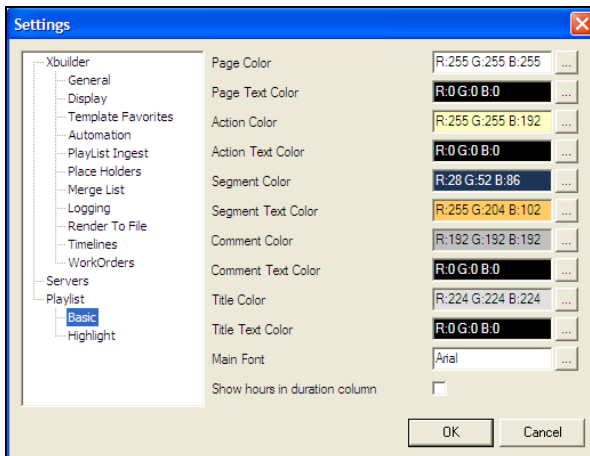 Settings
Xbuilder
General
Display
Template Favorites
Automation
PlayList Ingest
Place Holders
Merge List
Logging
Render To File
Timelines
WorkOrders
Servers
Playlist
Basic
Highlight
Page Color R:255 G:255 B:255 ...
Page Text Color R:0 G:0 B:0 ...
Action Color R:255 G:255 B:192 ...
Action Text Color R:0 G:0 B:0 ...
Segment Color R:28 G:52 B:86 ...
Segment Text Color R:255 G:204 B:102 ...
Comment Color R:192 G:192 B:192 ...
Comment Text Color R:0 G:0 B:0 ...
Title Color R:224 G:224 B:224 ...
Title Text Color R:0 G:0 B:0 ...
Main Font Arial ...
Show hours in duration column
OK Cancel